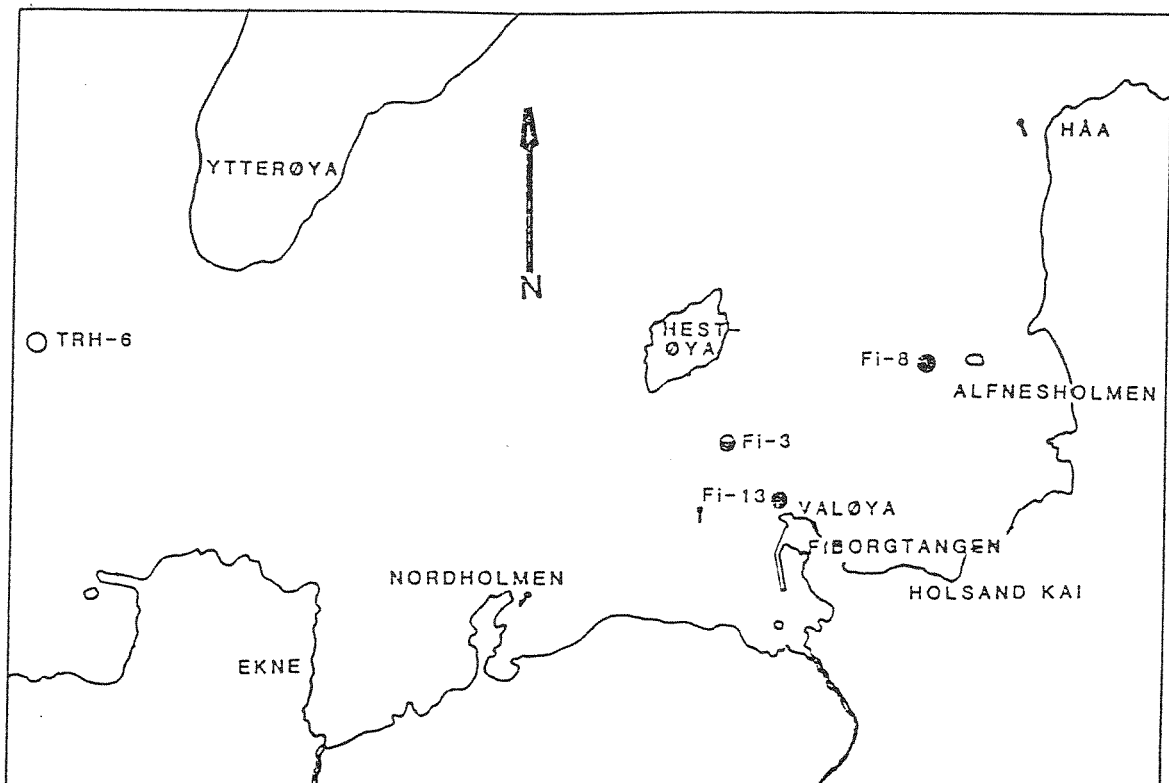 HÅA
YTTERØYA
N
TRH-6
HEST-
ØYA
Fi-8
ALFNESHOLMEN
Fi-3
Fi-13
VALØYA
FIBORGTANGEN
NORDHOLMEN
HOLSAND KAI
EKNE